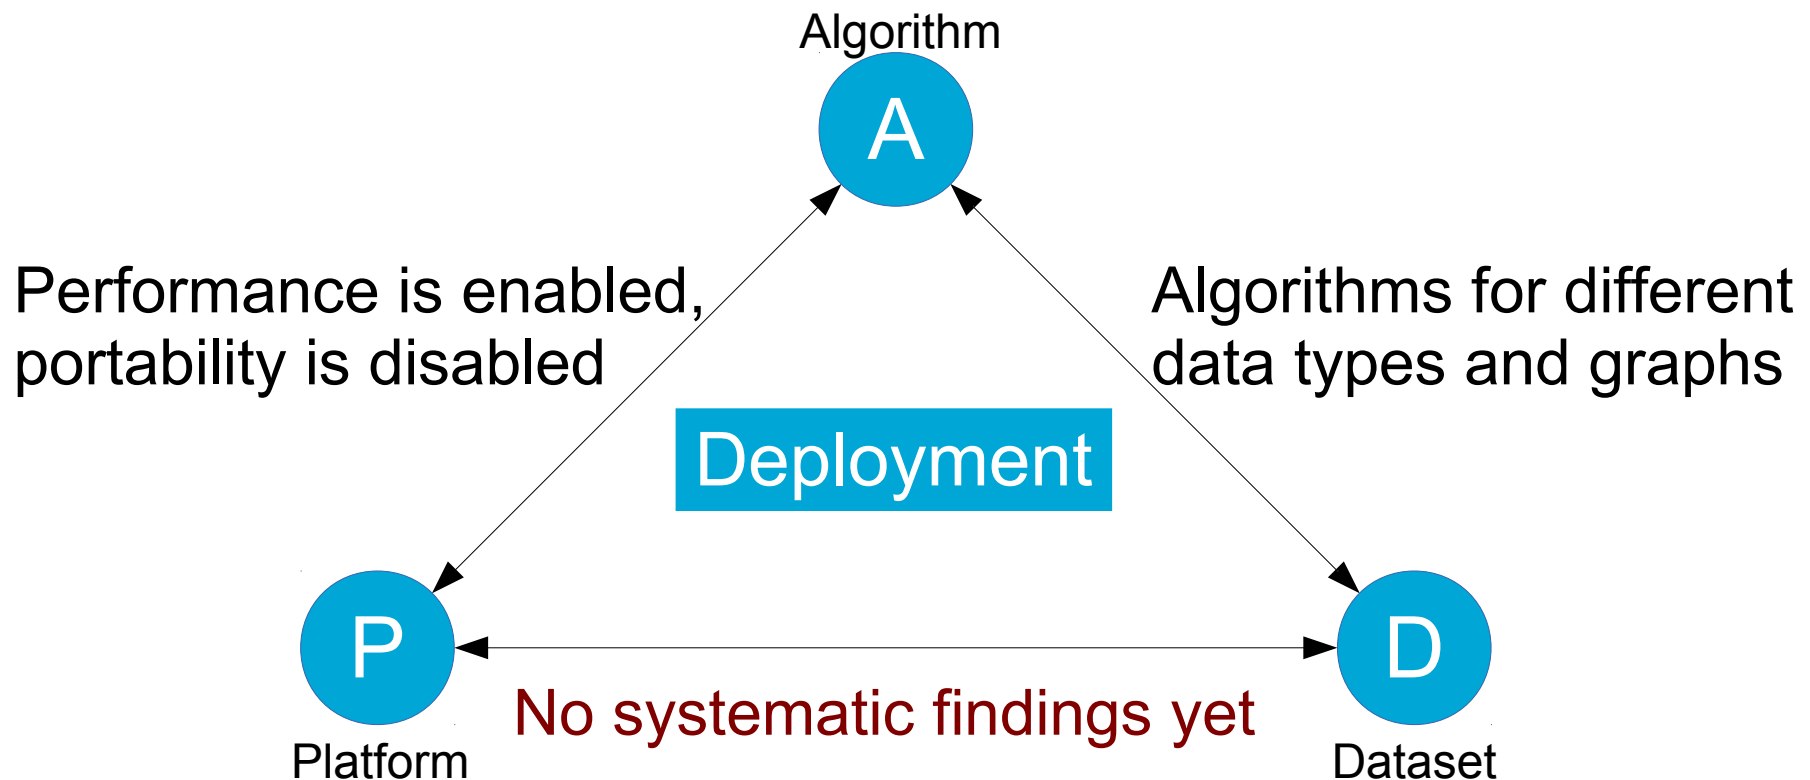 Algorithm
A
Performance is enabled,
portability is disabled
Algorithms for different
data types and graphs
Deployment
P
D
No systematic findings yet
Platform
Dataset